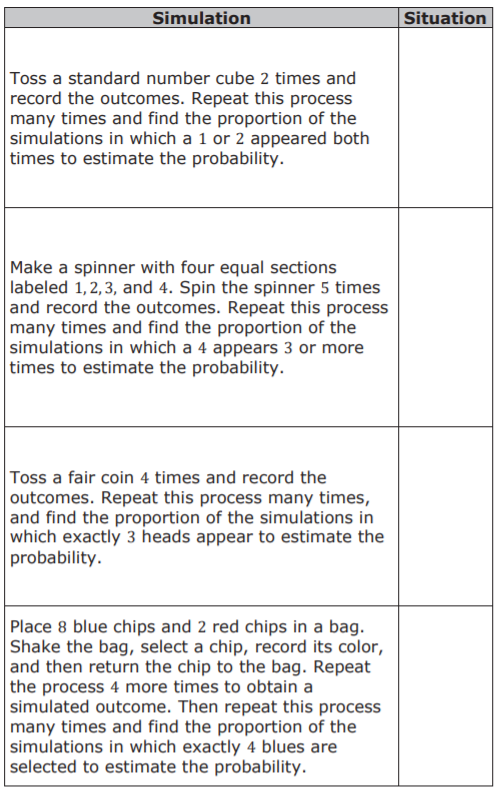 Simulation Situation
Toss a standard number cube 2 times and
record the outcomes. Repeat this process
many times and find the proportion of the
simulations in which a 1 or 2 appeared both
times to estimate the probability.
Make a spinner with four equal sections
labeled 1, 2, 3, and 4. Spin the spinner 5 times
and record the outcomes. Repeat this process
many times and find the proportion of the
simulations in which a 4 appears 3 or more
times to estimate the probability.
Toss a fair coin 4 times and record the
outcomes. Repeat this process many times,
and find the proportion of the simulations in
which exactly 3 heads appear to estimate the
probability.
Place 8 blue chips and 2 red chips in a bag.
Shake the bag, select a chip, record its color,
and then return the chip to the bag. Repeat
the process 4 more times to obtain a
simulated outcome. Then repeat this process
many times and find the proportion of the
simulations in which exactly 4 blues are
selected to estimate the probability.